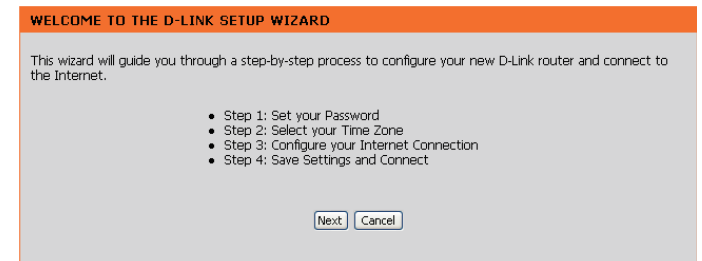 WELCOME TO THE D-LINK SETUP WIZARD
This wizard will guide you through a step-by-step process to configure your new D-Link router and connect to
the Internet.
• Step 1: Set your Password
• Step 2: Select your Time Zone
• Step 3: Configure your Internet Connection
• Step 4: Save Settings and Connect
Next Cancel